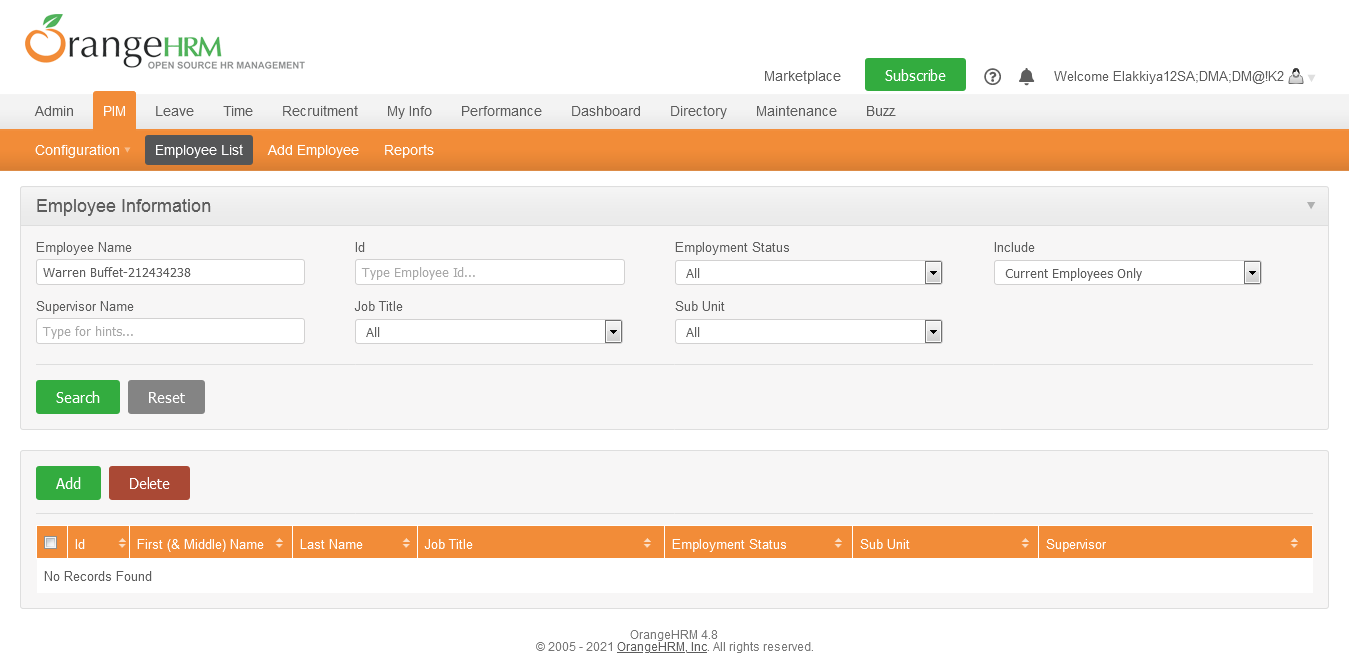 OrangeHRM
OPEN SOURCE HR MANAGEMENT
Marketplace Subscribe Welcome Elakkiya12SA;DMA;DM@!K2
Admin PIM Leave Time Recruitment My Info Performance Dashboard Directory Maintenance Buzz
Configuration Employee List Add Employee Reports
Employee Information
Employee Name Id Employment Status Include
Warren Buffet-212434238 Type Employee Id... All Current Employees Only
Supervisor Name Job Title Sub Unit
Type for hints... All All
Search Reset
Add Delete
Id First (& Middle) Name Last Name Job Title Employment Status Sub Unit Supervisor
No Records Found
OrangeHRM 4.8
© 2005 - 2021 OrangeHRM, Inc. All rights reserved.